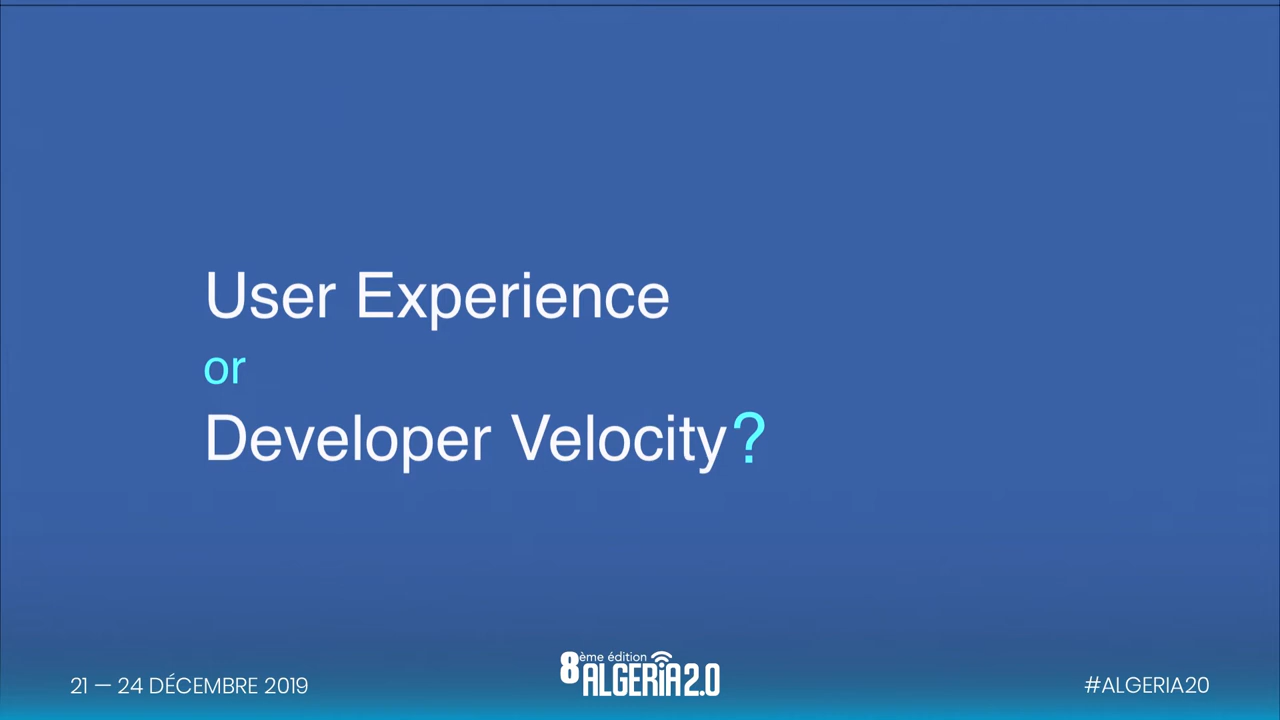 User Experience
or
Developer Velocity?
21 — 24 DÉCEMBRE 2019
8ème édition
ALGERIA2.0
#ALGERIA20